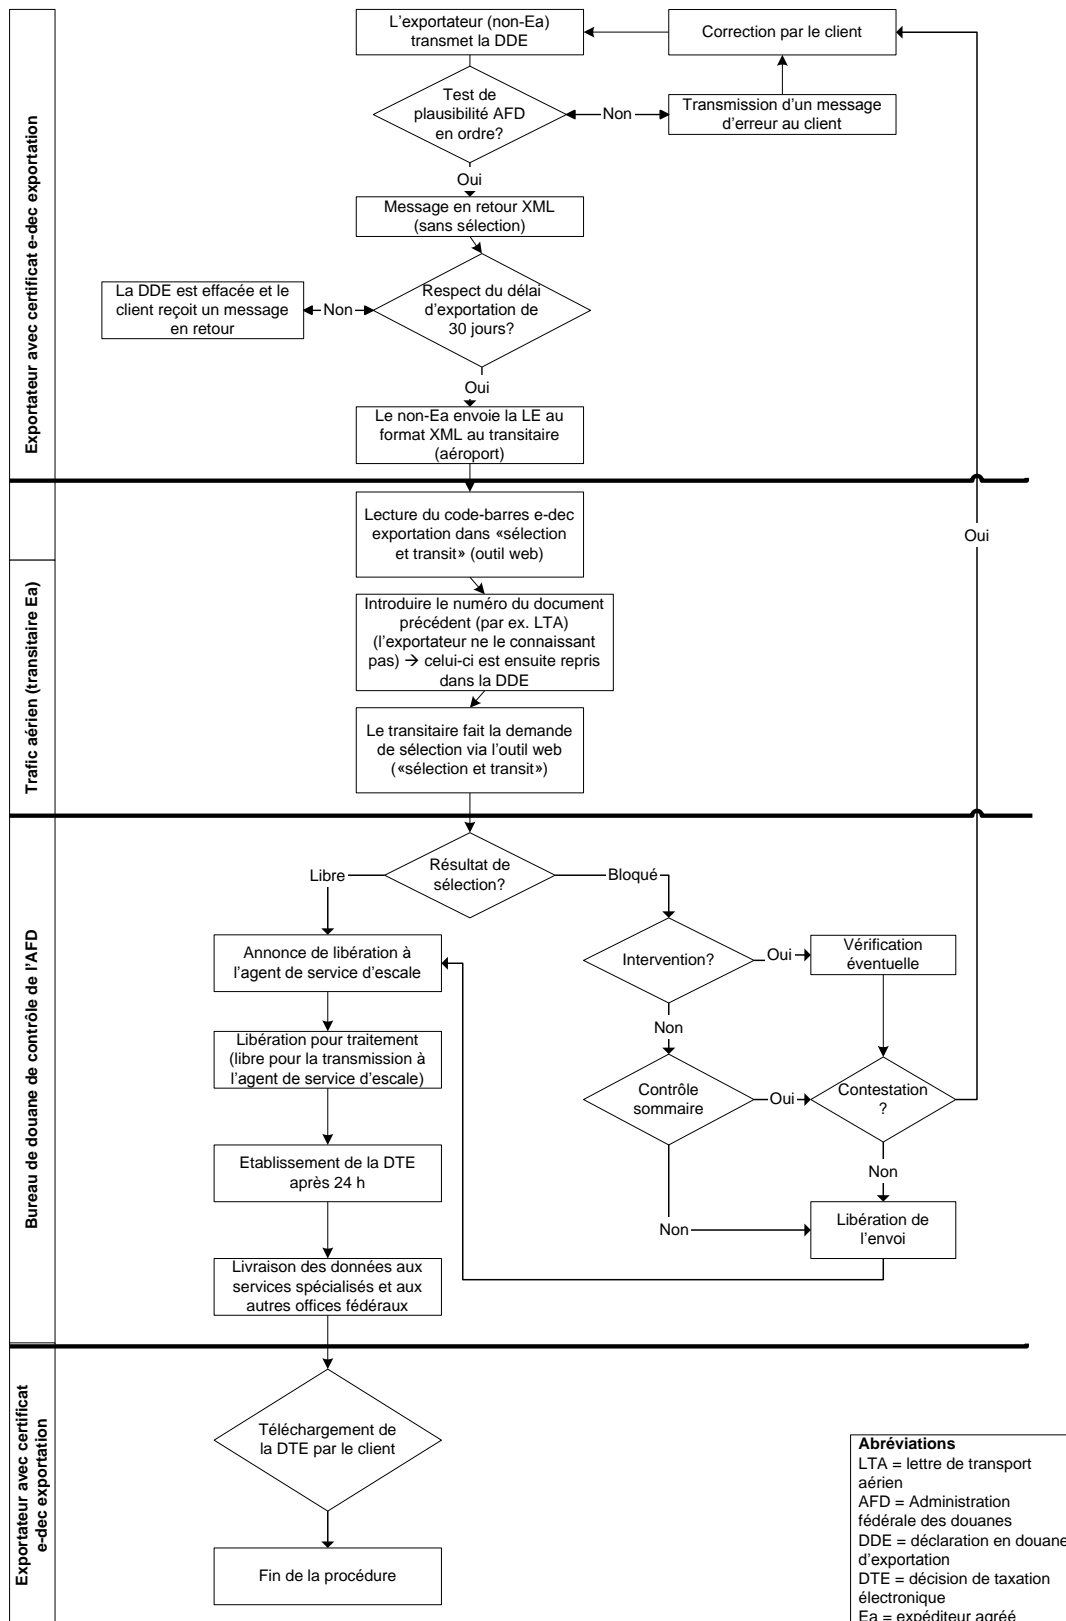 L'exportateur (non-Ea)
transmet la DDE
Correction par le client
Test de
plausibilité AFD
en ordre?
Non
Transmission d'un message
d'erreur au client
Oui
Message en retour XML
(sans sélection)
La DDE est effacée et le
client reçoit un message
en retour
Non
Respect du délai
d'exportation de
30 jours?
Oui
Le non-Ea envoie la LE au
format XML au transitaire
(aéroport)
Exportateur avec certificat e-dec exportation
Lecture du code-barres e-dec
exportation dans «sélection
et transit» (outil web)
Oui
Introduire le numéro du document
précédent (par ex. LTA)
(l'exportateur ne le connaissant
pas) → celui-ci est ensuite repris
dans la DDE
Le transitaire fait la demande
de sélection via l'outil web
(«sélection et transit»)
Trafic aérien (transitaire Ea)
Résultat de
sélection?
Libre
Bloqué
Annonce de libération à
l'agent de service d'escale
Intervention?
Oui
Vérification
éventuelle
Non
Libération pour traitement
(libre pour la transmission à
l'agent de service d'escale)
Contrôle
sommaire
Oui
Contestation
?
Etablissement de la DTE
après 24 h
Non
Non
Libération de
l'envoi
Livraison des données aux
services spécialisés et aux
autres offices fédéraux
Bureau de douane de contrôle de l'AFD
Téléchargement de
la DTE par le client
Fin de la procédure
Exportateur avec certificat
e-dec exportation
Abréviations
LTA = lettre de transport
aérien
AFD = Administration
fédérale des douanes
DDE = déclaration en douane
d'exportation
DTE = décision de taxation
électronique
Ea = expéditeur agréé